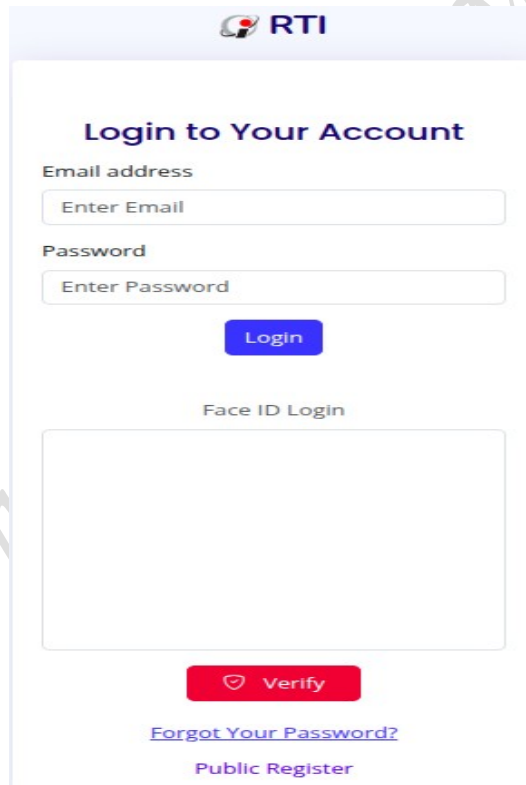 RTI
Login to Your Account
Email address
Enter Email
Password
Enter Password
Login
Face ID Login
Verify
Forgot Your Password?
Public Register